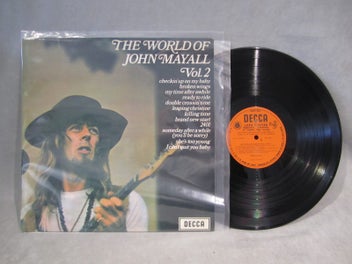 THE WORLD OF
JOHN MAYALL
Vol.2
checkin up on my baby
broken wings
my time after awhile
ready to ride
double crossin time
leaping christine
killing time
brand new start
2401
someday after a while
(you'll be sorry)
she's too young
I can't quit you baby
DECCA
DECCA